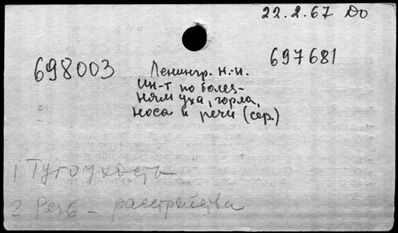 22.2.67 До
698003
697681
Ленингр. н.-и.
ин-т по болез-
ням уха, горла,
носа и речи (сер.)
1 Тугоухость
2 Речь - расстройства